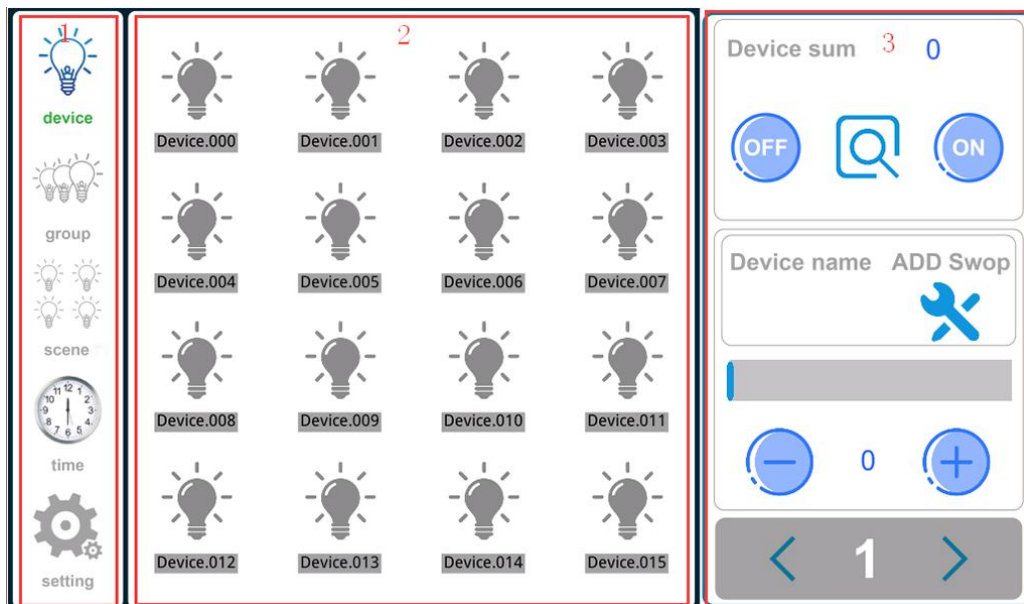 1
device
group
scene
time
setting
2
Device.000 Device.001 Device.002 Device.003
Device.004 Device.005 Device.006 Device.007
Device.008 Device.009 Device.010 Device.011
Device.012 Device.013 Device.014 Device.015
Device sum 3 0
OFF ON
Device name ADD Swop
0
1